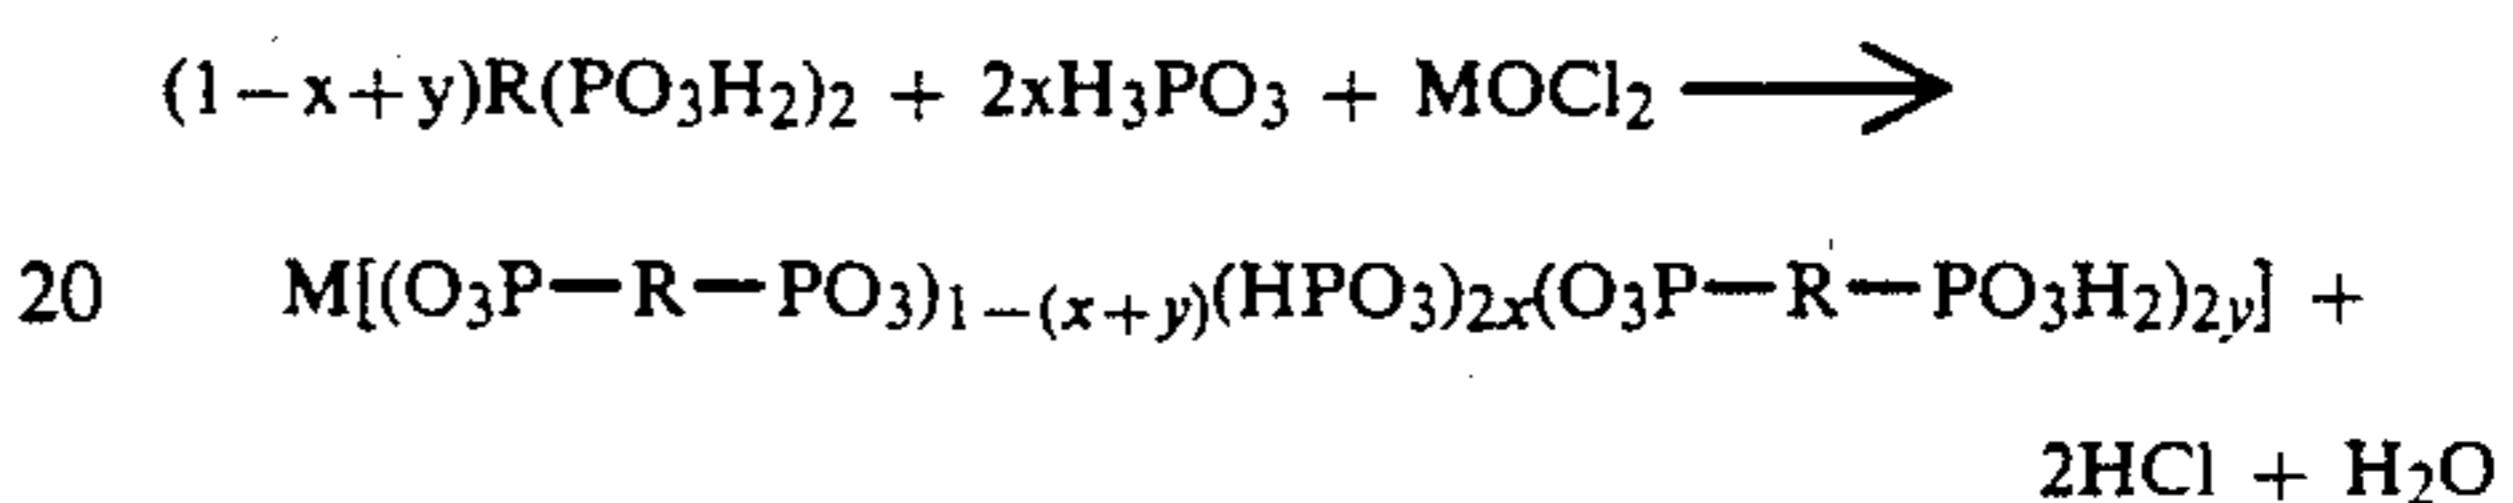 (1 − x + y)R(PO₃H₂)₂ + 2xH₃PO₃ + MOCl₂ ⟶
20 M[(O₃P—R—PO₃)₁₋₍ₓ₊y₎(HPO₃)₂ₓ(O₃P—R—PO₃H₂)₂y] +
2HCl + H₂O